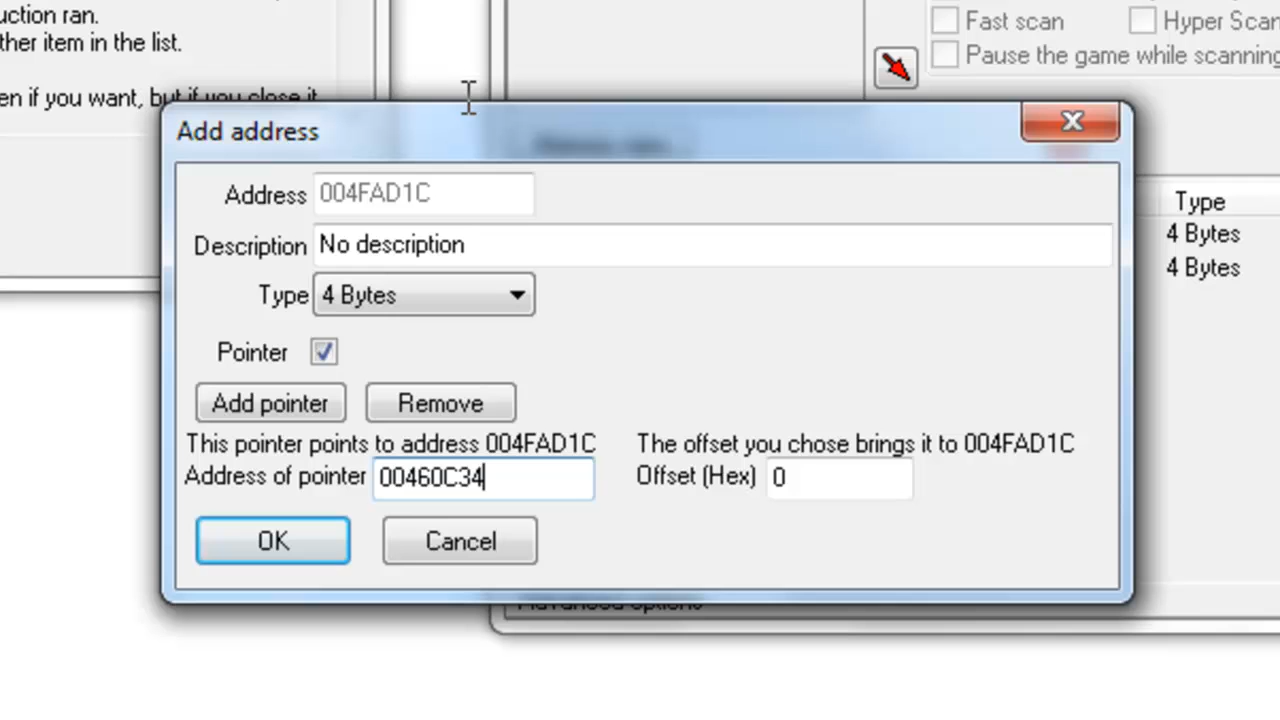 uction ran.
ther item in the list.
en if you want, but if you close it
Fast scan
Hyper Scan
Pause the game while scanning
Add address
Address 004FAD1C
Description No description
Type 4 Bytes
Pointer
Add pointer Remove
This pointer points to address 004FAD1C The offset you chose brings it to 004FAD1C
Address of pointer 00460C34 Offset (Hex) 0
OK Cancel
Type
4 Bytes
4 Bytes
Advanced options